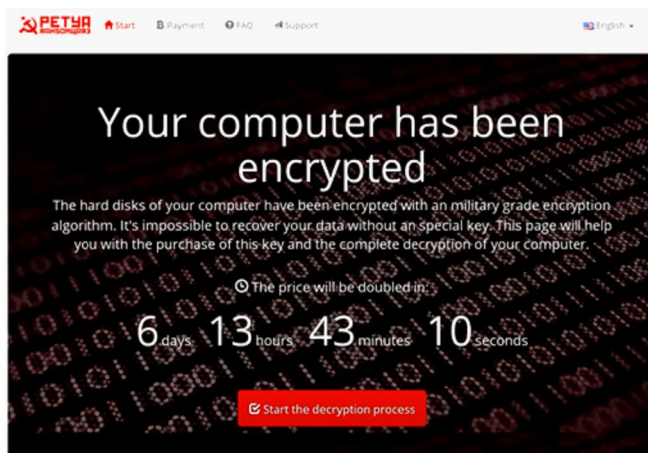 PETYA
RANSOMWAR3
Start
Payment
FAQ
Support
English
Your computer has been
encrypted
The hard disks of your computer have been encrypted with an military grade encryption
algorithm. It's impossible to recover your data without an special key. This page will help
you with the purchase of this key and the complete decryption of your computer.
The price will be doubled in:
6 days 13 hours 43 minutes 10 seconds
Start the decryption process